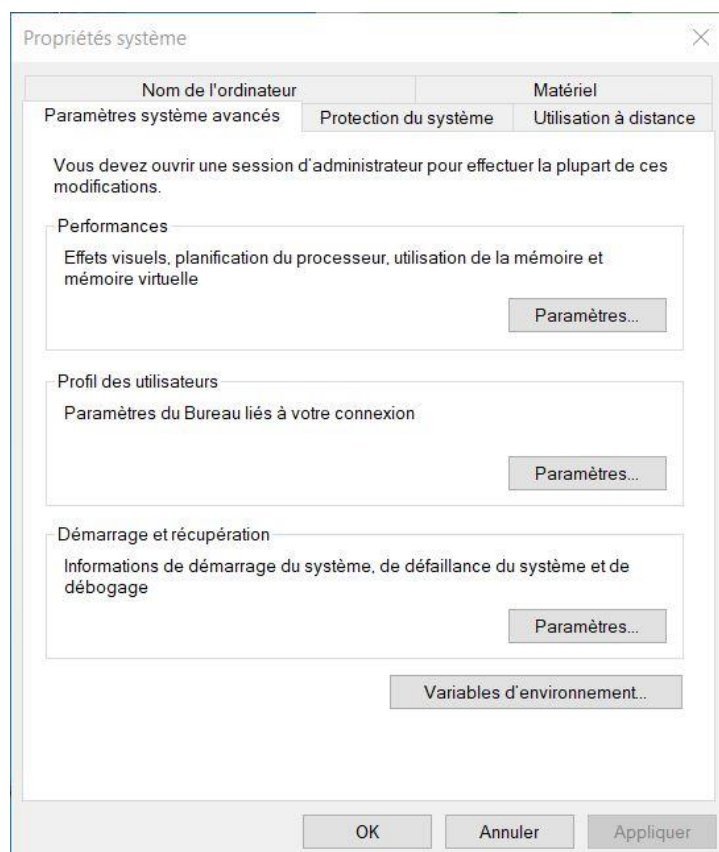 Propriétés système
Nom de l'ordinateur
Matériel
Paramètres système avancés
Protection du système
Utilisation à distance
Vous devez ouvrir une session d'administrateur pour effectuer la plupart de ces
modifications.
Performances
Effets visuels, planification du processeur, utilisation de la mémoire et
mémoire virtuelle
Paramètres...
Profil des utilisateurs
Paramètres du Bureau liés à votre connexion
Paramètres...
Démarrage et récupération
Informations de démarrage du système, de défaillance du système et de
débogage
Paramètres...
Variables d'environnement...
OK
Annuler
Appliquer